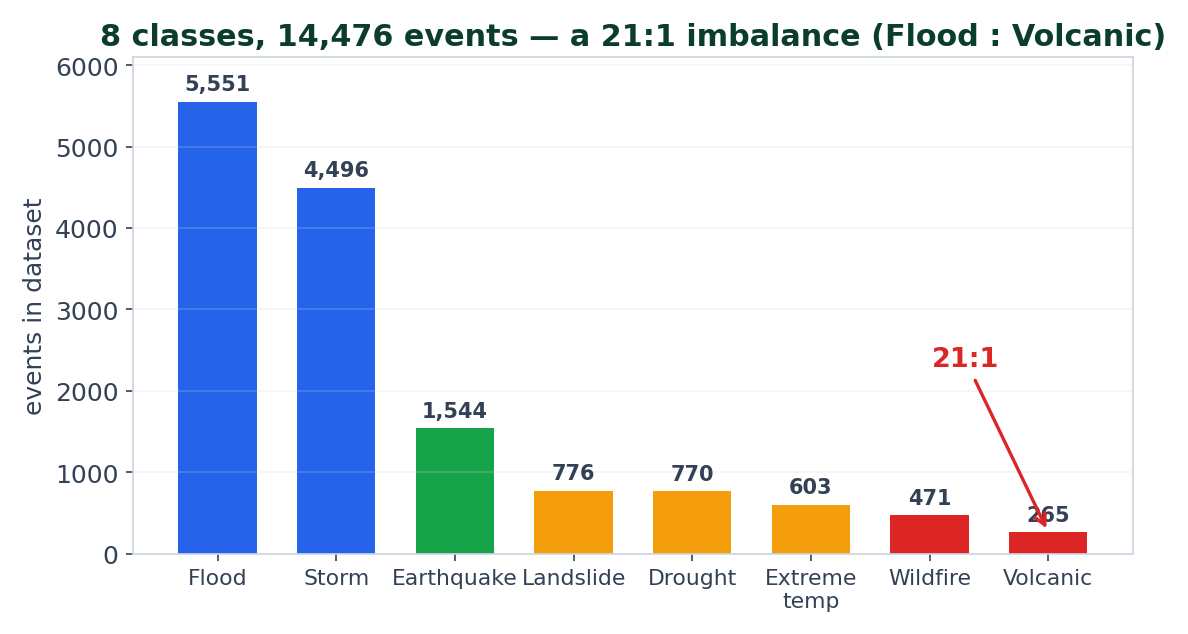 8 classes, 14,476 events — a 21:1 imbalance (Flood : Volcanic)
events in dataset
6000
5000
4000
3000
2000
1000
0
5,551
4,496
1,544
776
770
603
471
265
21:1
Flood
Storm
Earthquake
Landslide
Drought
Extreme
temp
Wildfire
Volcanic